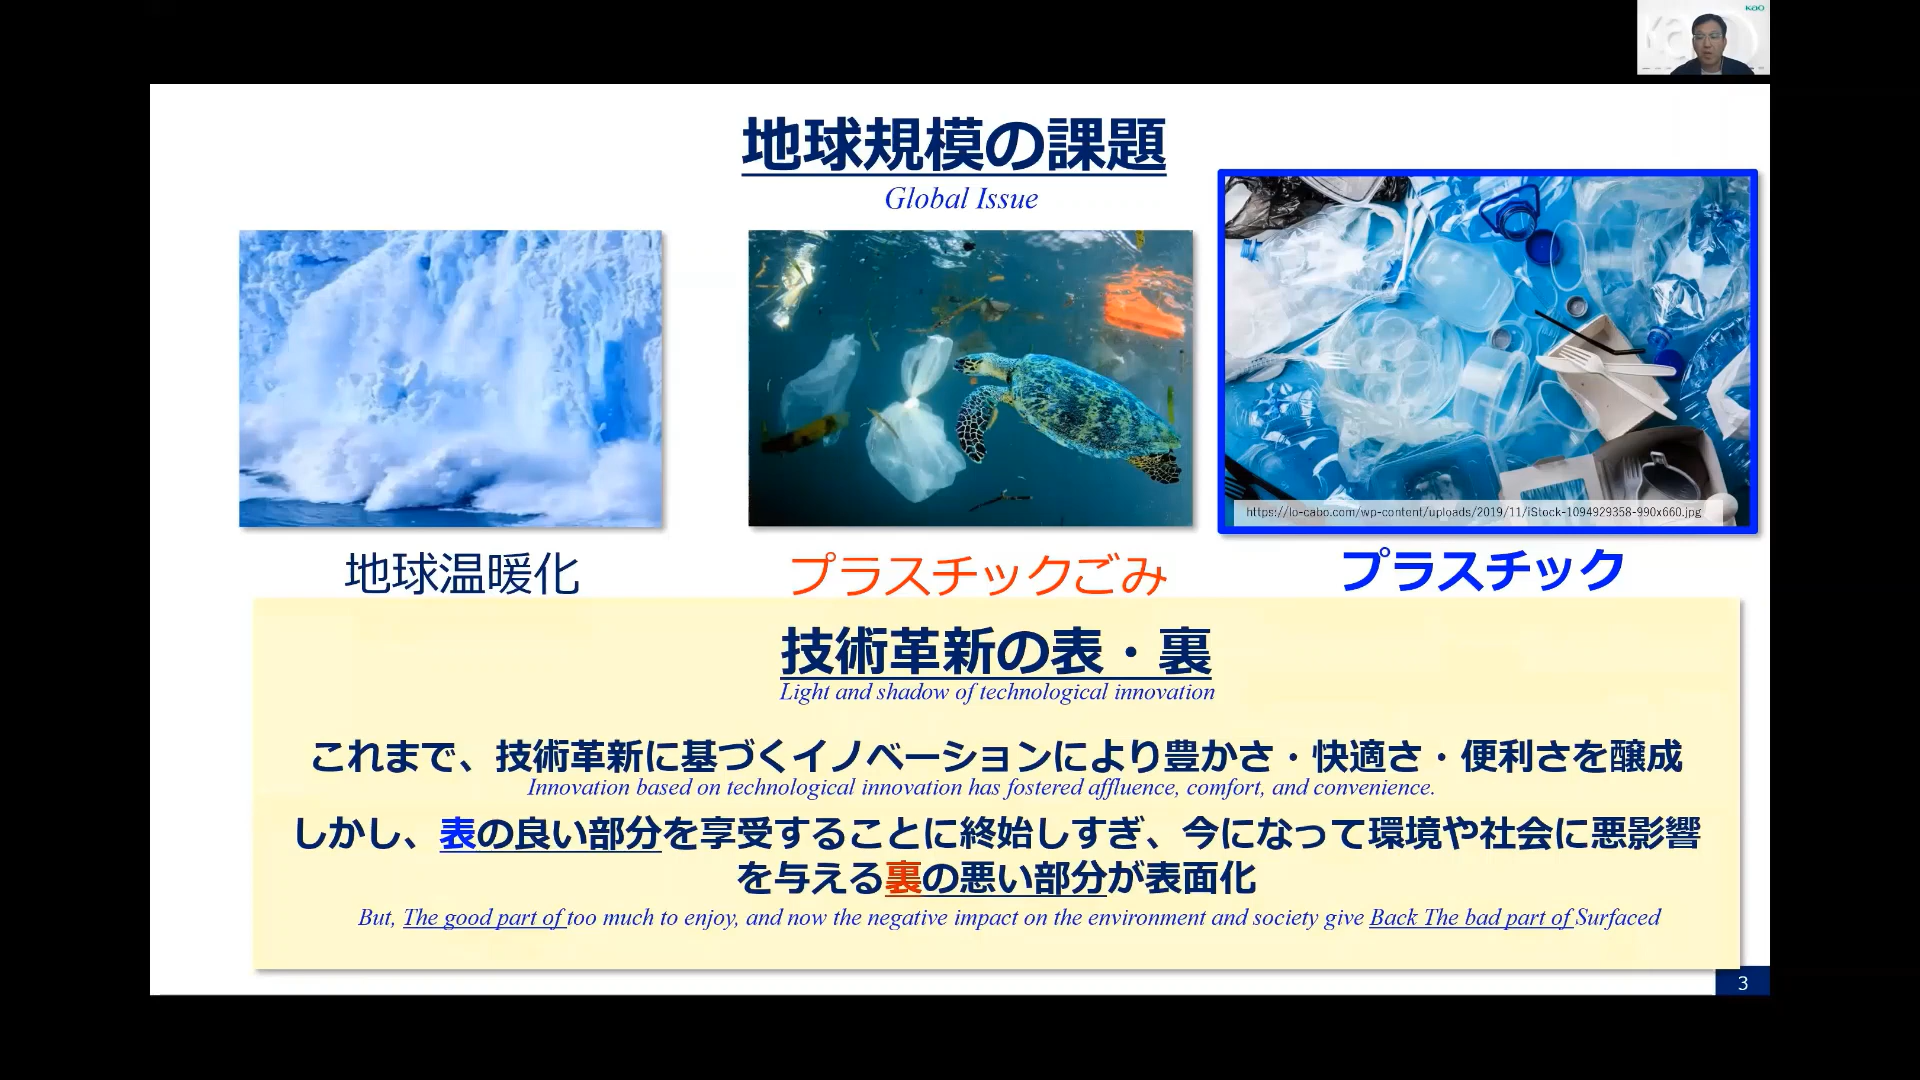 Kao
地球規模の課題
Global Issue
https://lo-cabo.com/wp-content/uploads/2019/11/iStock-1094929358-990x660.jpg
地球温暖化
プラスチックごみ
プラスチック
技術革新の表・裏
Light and shadow of technological innovation
これまで、技術革新に基づくイノベーションにより豊かさ・快適さ・便利さを醸成
Innovation based on technological innovation has fostered affluence, comfort, and convenience.
しかし、表の良い部分を享受することに終始しすぎ、今になって環境や社会に悪影響
を与える裏の悪い部分が表面化
But, The good part of too much to enjoy, and now the negative impact on the environment and society give Back The bad part of Surfaced
3